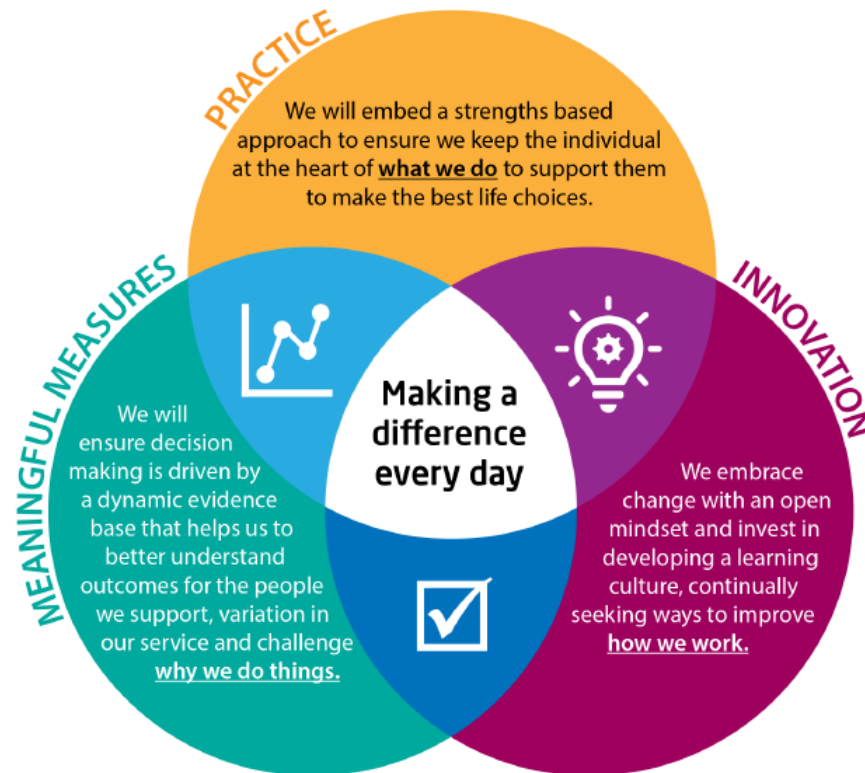 PRACTICE
We will embed a strengths based
approach to ensure we keep the individual
at the heart of what we do to support them
to make the best life choices.
MEANINGFUL MEASURES
We will
ensure decision
making is driven by
a dynamic evidence
base that helps us to
better understand
outcomes for the people
we support, variation in
our service and challenge
why we do things.
Making a
difference
every day
INNOVATION
We embrace
change with an open
mindset and invest in
developing a learning
culture, continually
seeking ways to improve
how we work.